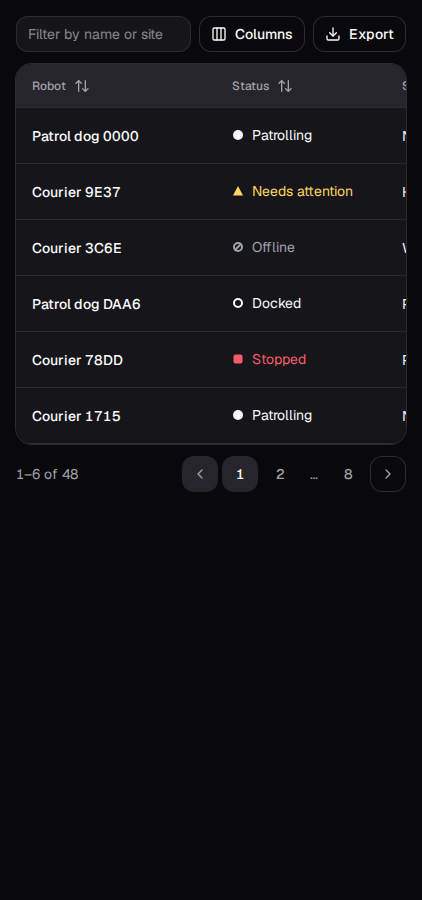 Filter by name or site Columns Export
Robot Status
Patrol dog 0000 Patrolling
Courier 9E37 Needs attention
Courier 3C6E Offline
Patrol dog DAA6 Docked
Courier 78DD Stopped
Courier 1715 Patrolling
1–6 of 48 1 2 … 8